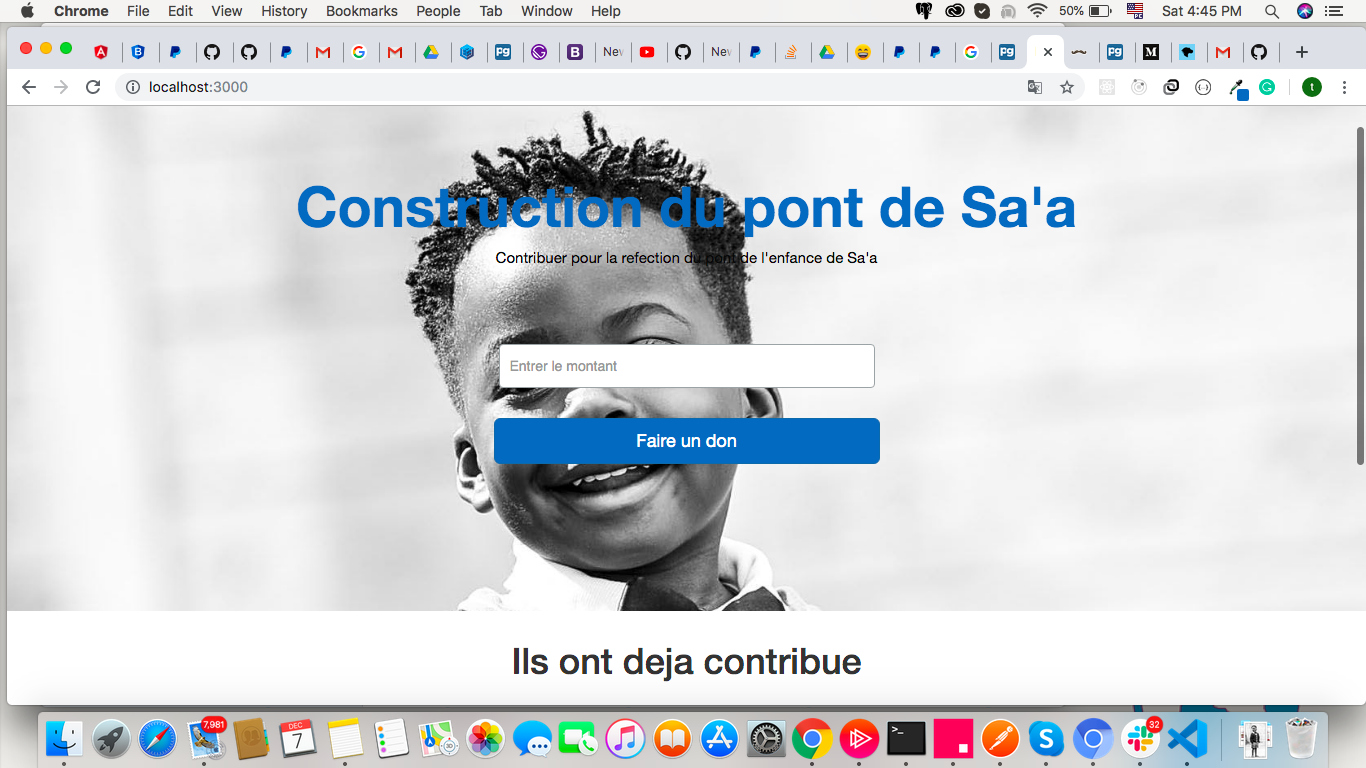 Chrome File Edit View History Bookmarks People Tab Window Help 50% Sat 4:45 PM
Nev Nev
localhost:3000
Construction du pont de Sa'a
Contribuer pour la refection du pont de l'enfance de Sa'a
Entrer le montant
Faire un don
Ils ont deja contribue
7,981
DEC
7
32